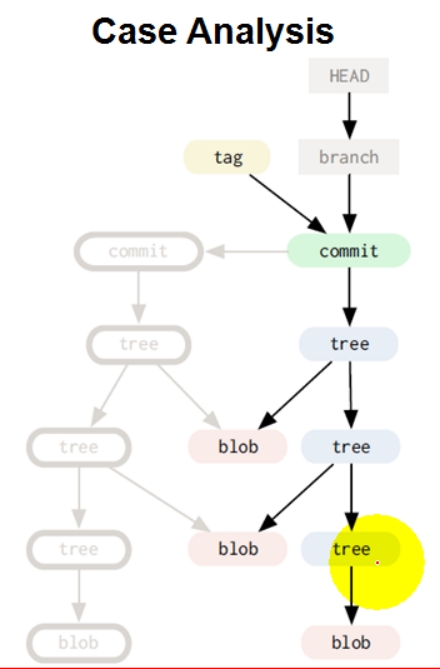 Case Analysis
HEAD
tag
branch
commit
commit
tree
tree
tree
blob
tree
tree
blob
tree
blob
blob